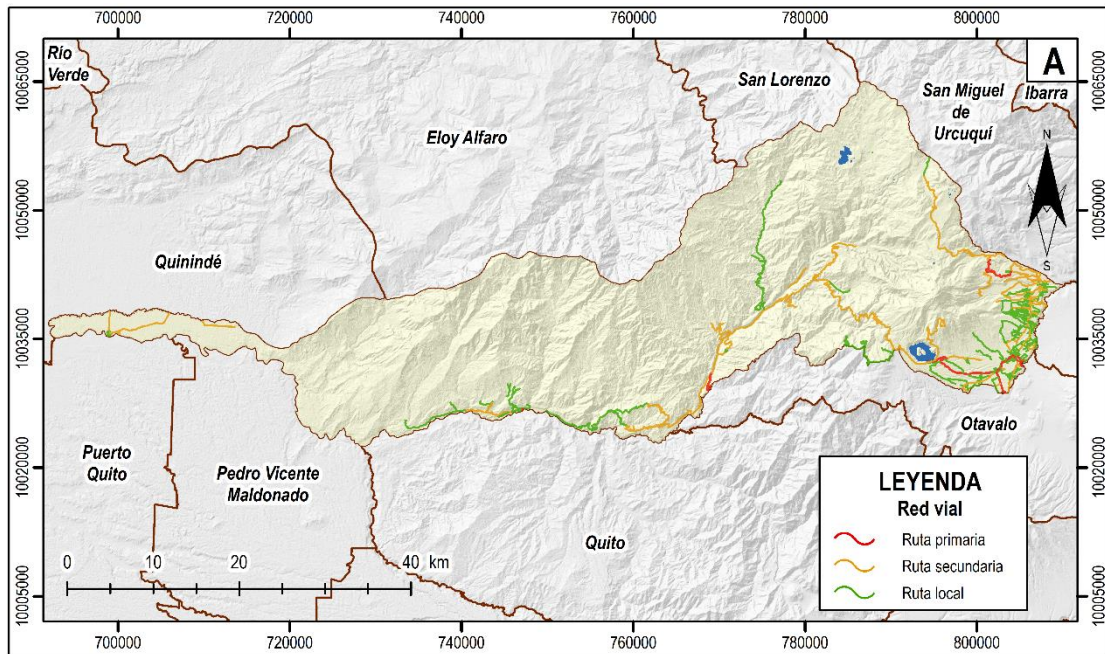 700000 720000 740000 760000 780000 800000
A
Río
Verde
San Lorenzo
San Miguel
de
Urcuquí
Ibarra
Eloy Alfaro
N
S
Quinindé
Otavalo
Puerto
Quito
Pedro Vicente
Maldonado
Quito
0 10 20 40 km
LEYENDA
Red vial
Ruta primaria
Ruta secundaria
Ruta local
10065000
10050000
10035000
10020000
10005000
10065000
10050000
10035000
10020000
10005000
700000 720000 740000 760000 780000 800000